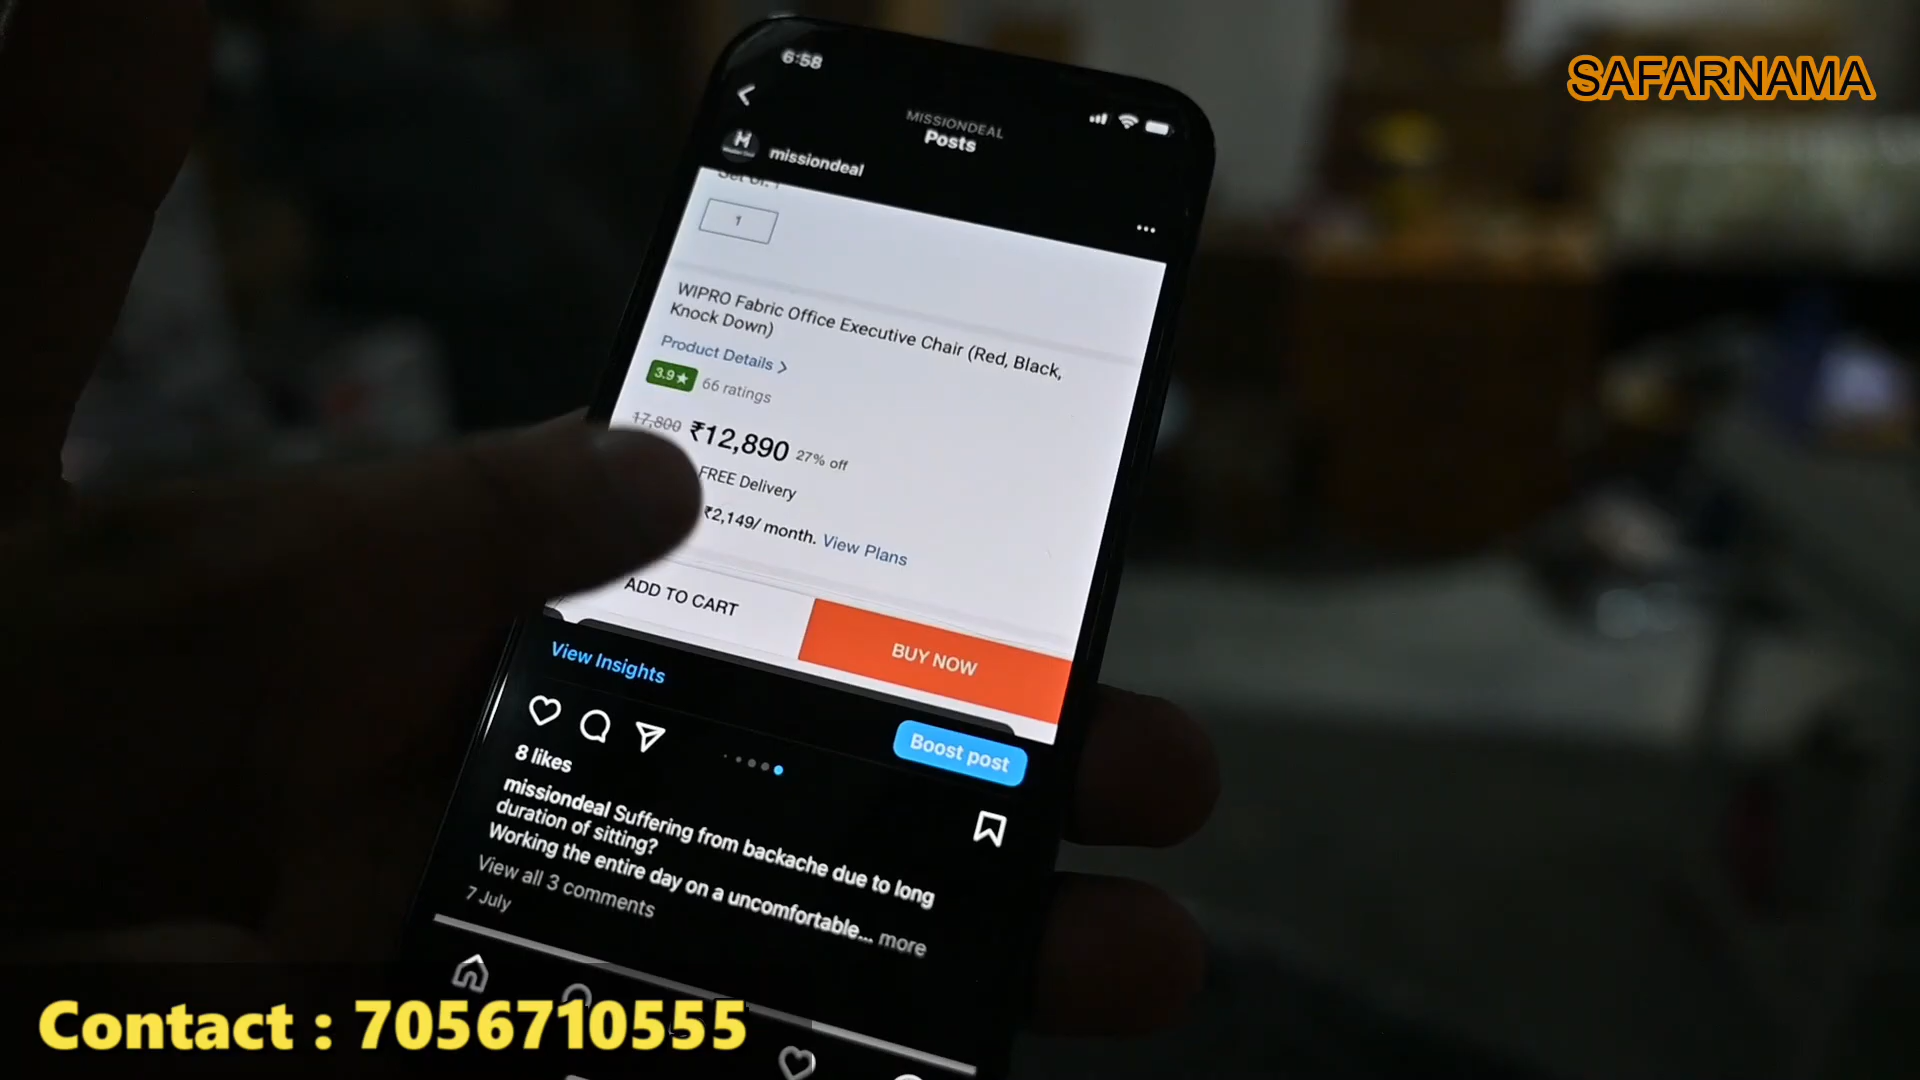 SAFARNAMA
6:58
MISSIONDEAL
Posts
missiondeal
Set of: 1
1
WIPRO Fabric Office Executive Chair (Red, Black,
Knock Down)
Product Details >
3.9★ 66 ratings
17,800 ₹12,890 27% off
FREE Delivery
₹2,149/ month. View Plans
ADD TO CART
BUY NOW
View Insights
Boost post
8 likes
missiondeal Suffering from backache due to long
duration of sitting?
Working the entire day on a uncomfortable... more
View all 3 comments
7 July
Contact : 7056710555